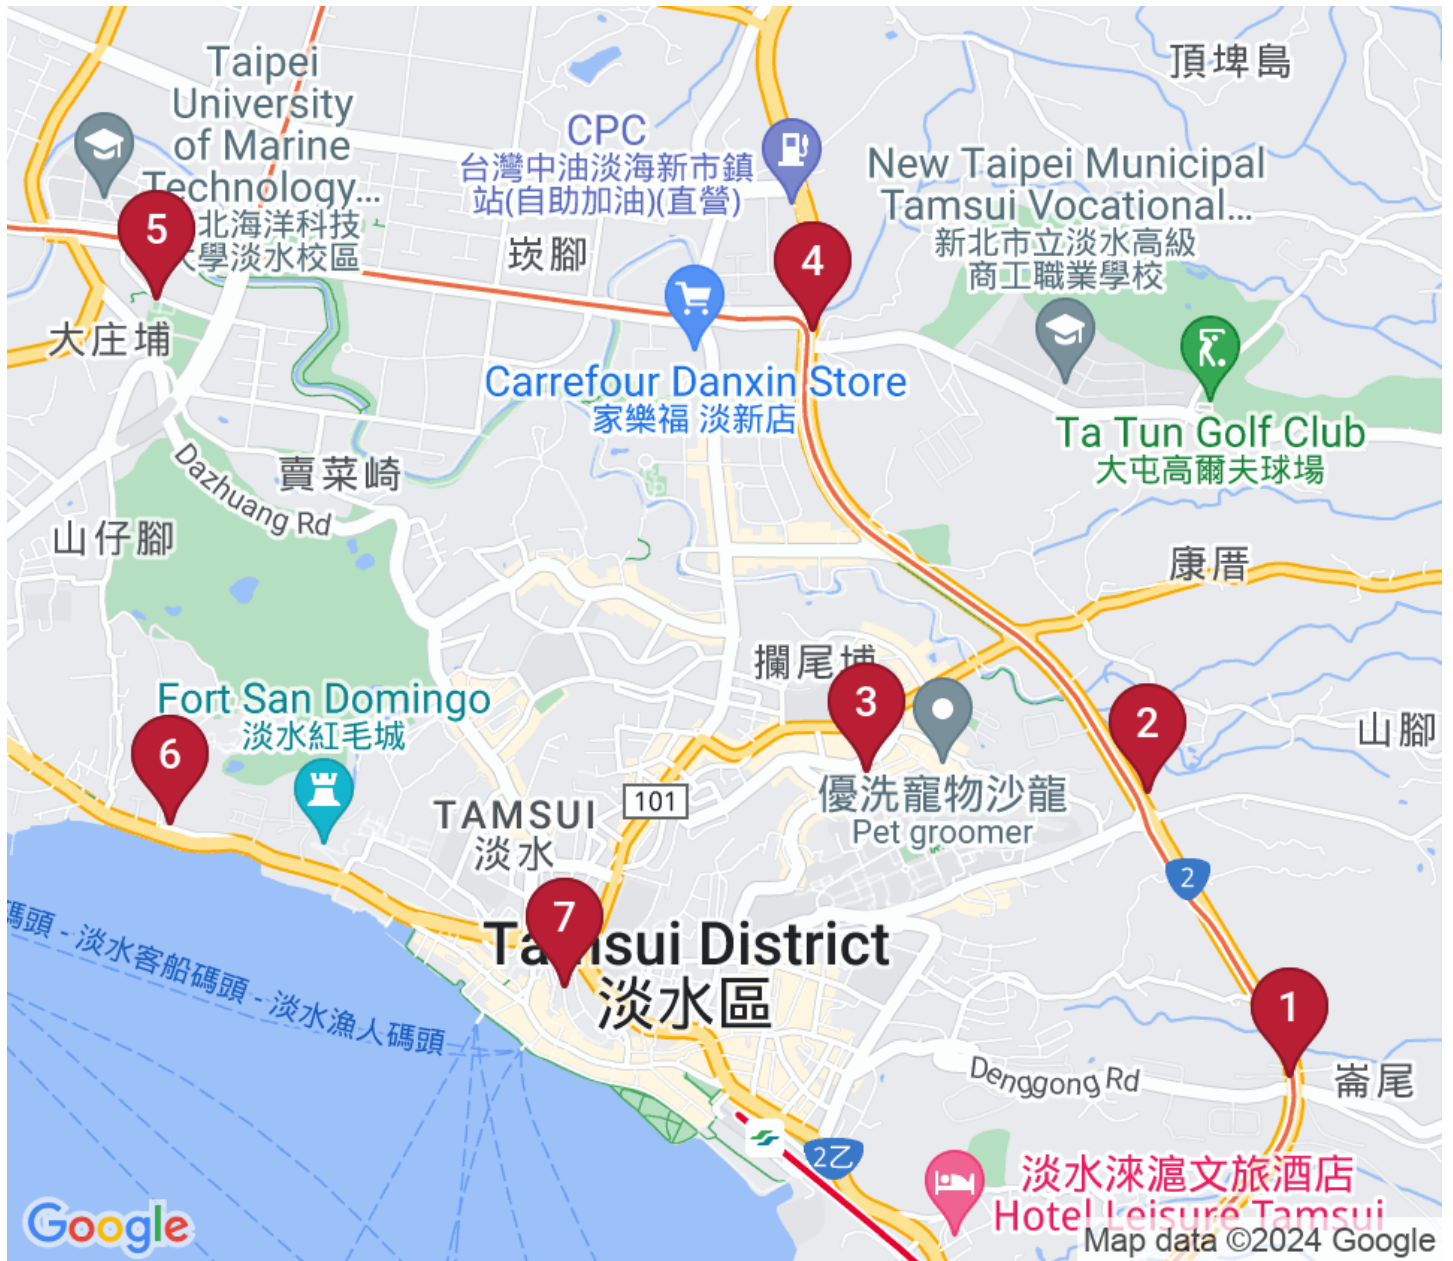 頂埤島
Taipei
University
of Marine
Technology...
北海洋科技
學淡水校區
CPC
台灣中油淡海新市鎮
站(自助加油)(直營)
New Taipei Municipal
Tamsui Vocational...
新北市立淡水高級
商工職業學校
5
4
崁腳
大庄埔
Carrefour Danxin Store
家樂福 淡新店
Ta Tun Golf Club
大屯高爾夫球場
賣菜崎
Dazhuang Rd
山仔腳
康厝
攔尾埔
Fort San Domingo
淡水紅毛城
3
2
山腳
6
101
TAMSUI
淡水
優洗寵物沙龍
Pet groomer
2
7
Tamsui District
淡水區
碼頭 - 淡水客船碼頭 - 淡水漁人碼頭
1
Denggong Rd
崙尾
2乙
淡水淶滬文旅酒店
Hotel Leisure Tamsui
Google
Map data ©2024 Google